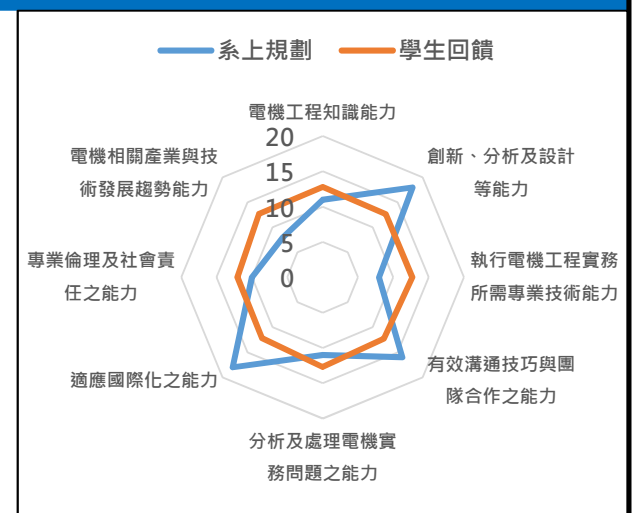 系上規劃 學生回饋
電機工程知識能力
20
15
10
5
0
創新、分析及設計
等能力
執行電機工程實務
所需專業技術能力
有效溝通技巧與團
隊合作之能力
分析及處理電機實
務問題之能力
適應國際化之能力
專業倫理及社會責
任之能力
電機相關產業與技
術發展趨勢能力